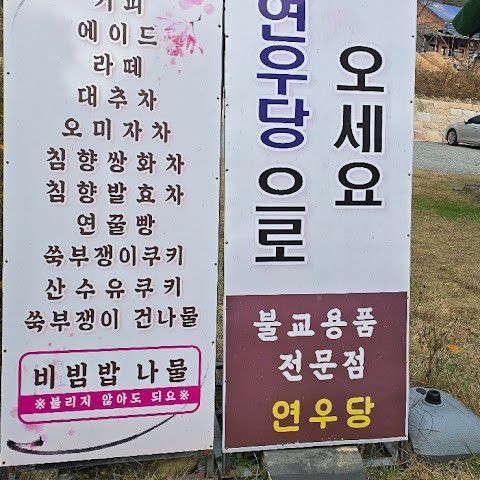 커피
에이드
라떼
대추차
오미자차
침향쌍화차
침향발효차
연꿀빵
쑥부쟁이쿠키
산수유쿠키
쑥부쟁이 건나물
비빔밥 나물
※불리지 않아도 되요※
연우당으로
오세요
불교용품
전문점
연우당